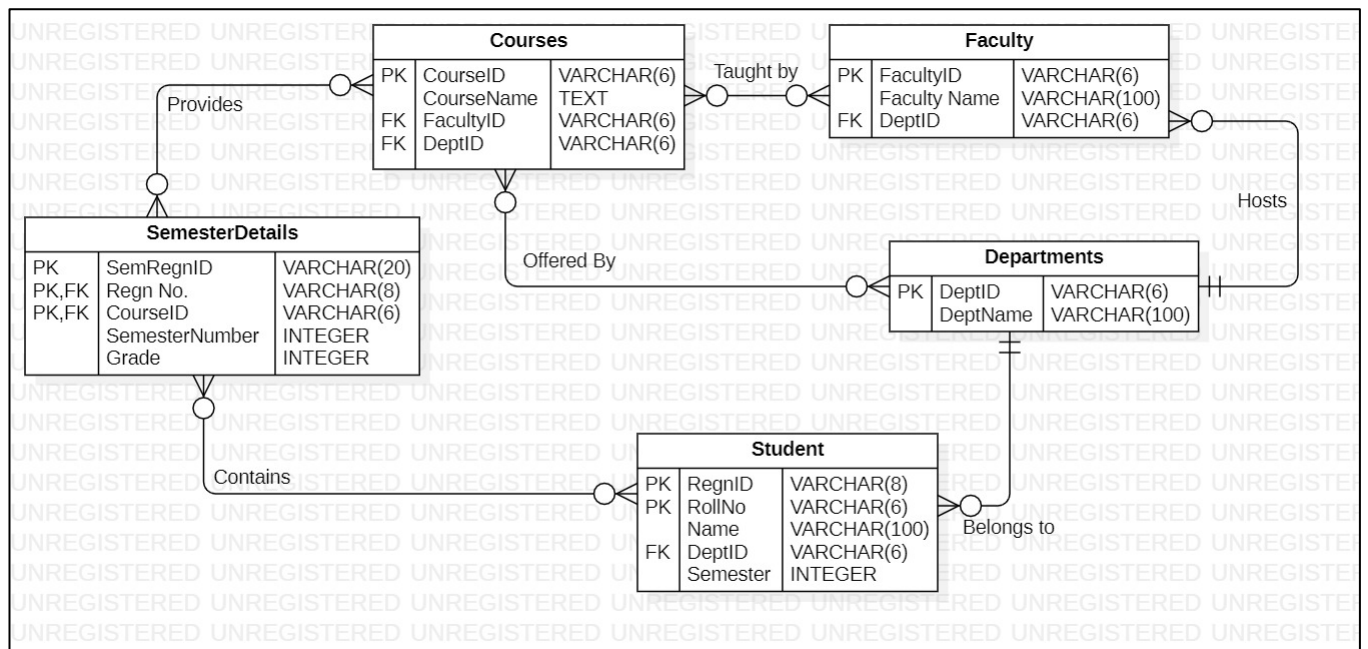 Courses
PK CourseID VARCHAR(6)
CourseName TEXT
FK FacultyID VARCHAR(6)
FK DeptID VARCHAR(6)
Taught by
Faculty
PK FacultyID VARCHAR(6)
Faculty Name VARCHAR(100)
FK DeptID VARCHAR(6)
Provides
Hosts
SemesterDetails
PK SemRegnID VARCHAR(20)
PK,FK Regn No. VARCHAR(8)
PK,FK CourseID VARCHAR(6)
SemesterNumber INTEGER
Grade INTEGER
Offered By
Departments
PK DeptID VARCHAR(6)
DeptName VARCHAR(100)
Contains
Student
PK RegnID VARCHAR(8)
PK RollNo VARCHAR(6)
Name VARCHAR(100)
FK DeptID VARCHAR(6)
Semester INTEGER
Belongs to
UNREGISTERED